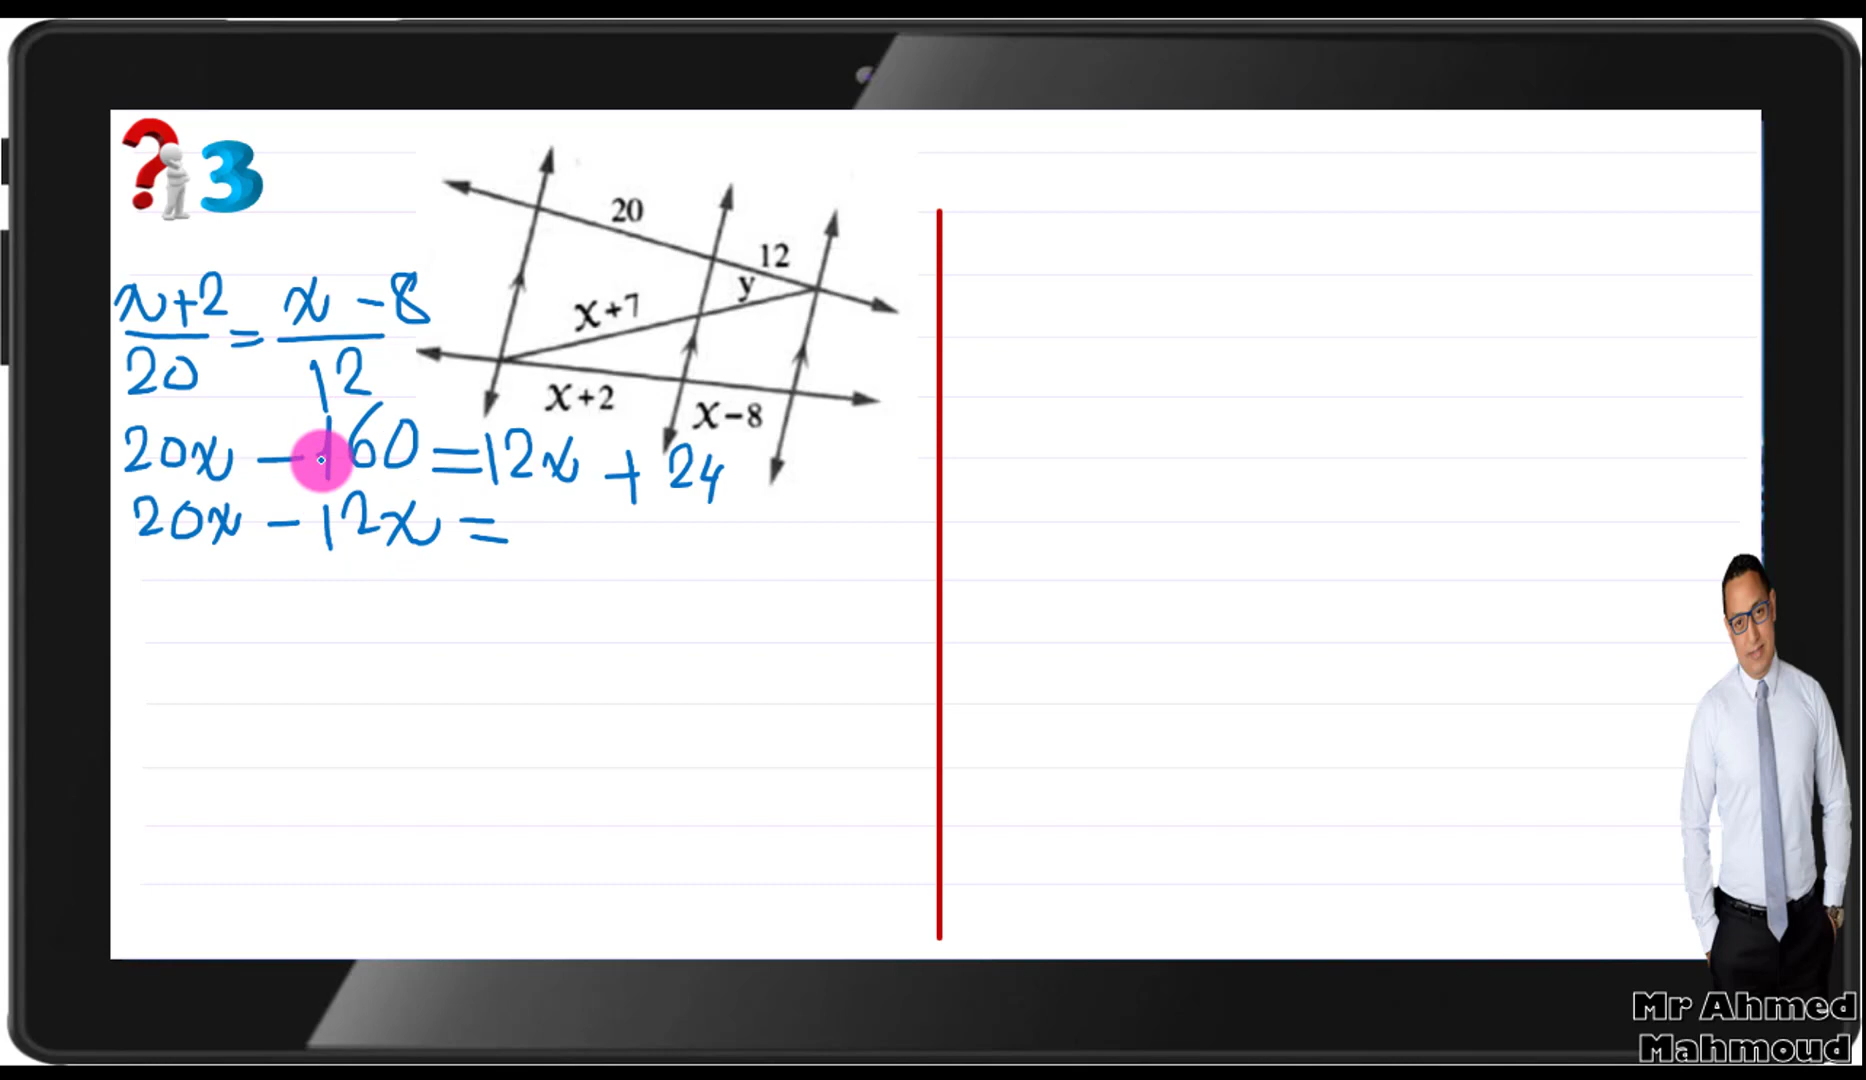 ? 3
20
12
y
x+7
x+2
x-8
x+2/20 = x-8/12
20x - 160 = 12x + 24
20x - 12x =
Mr Ahmed
Mahmoud